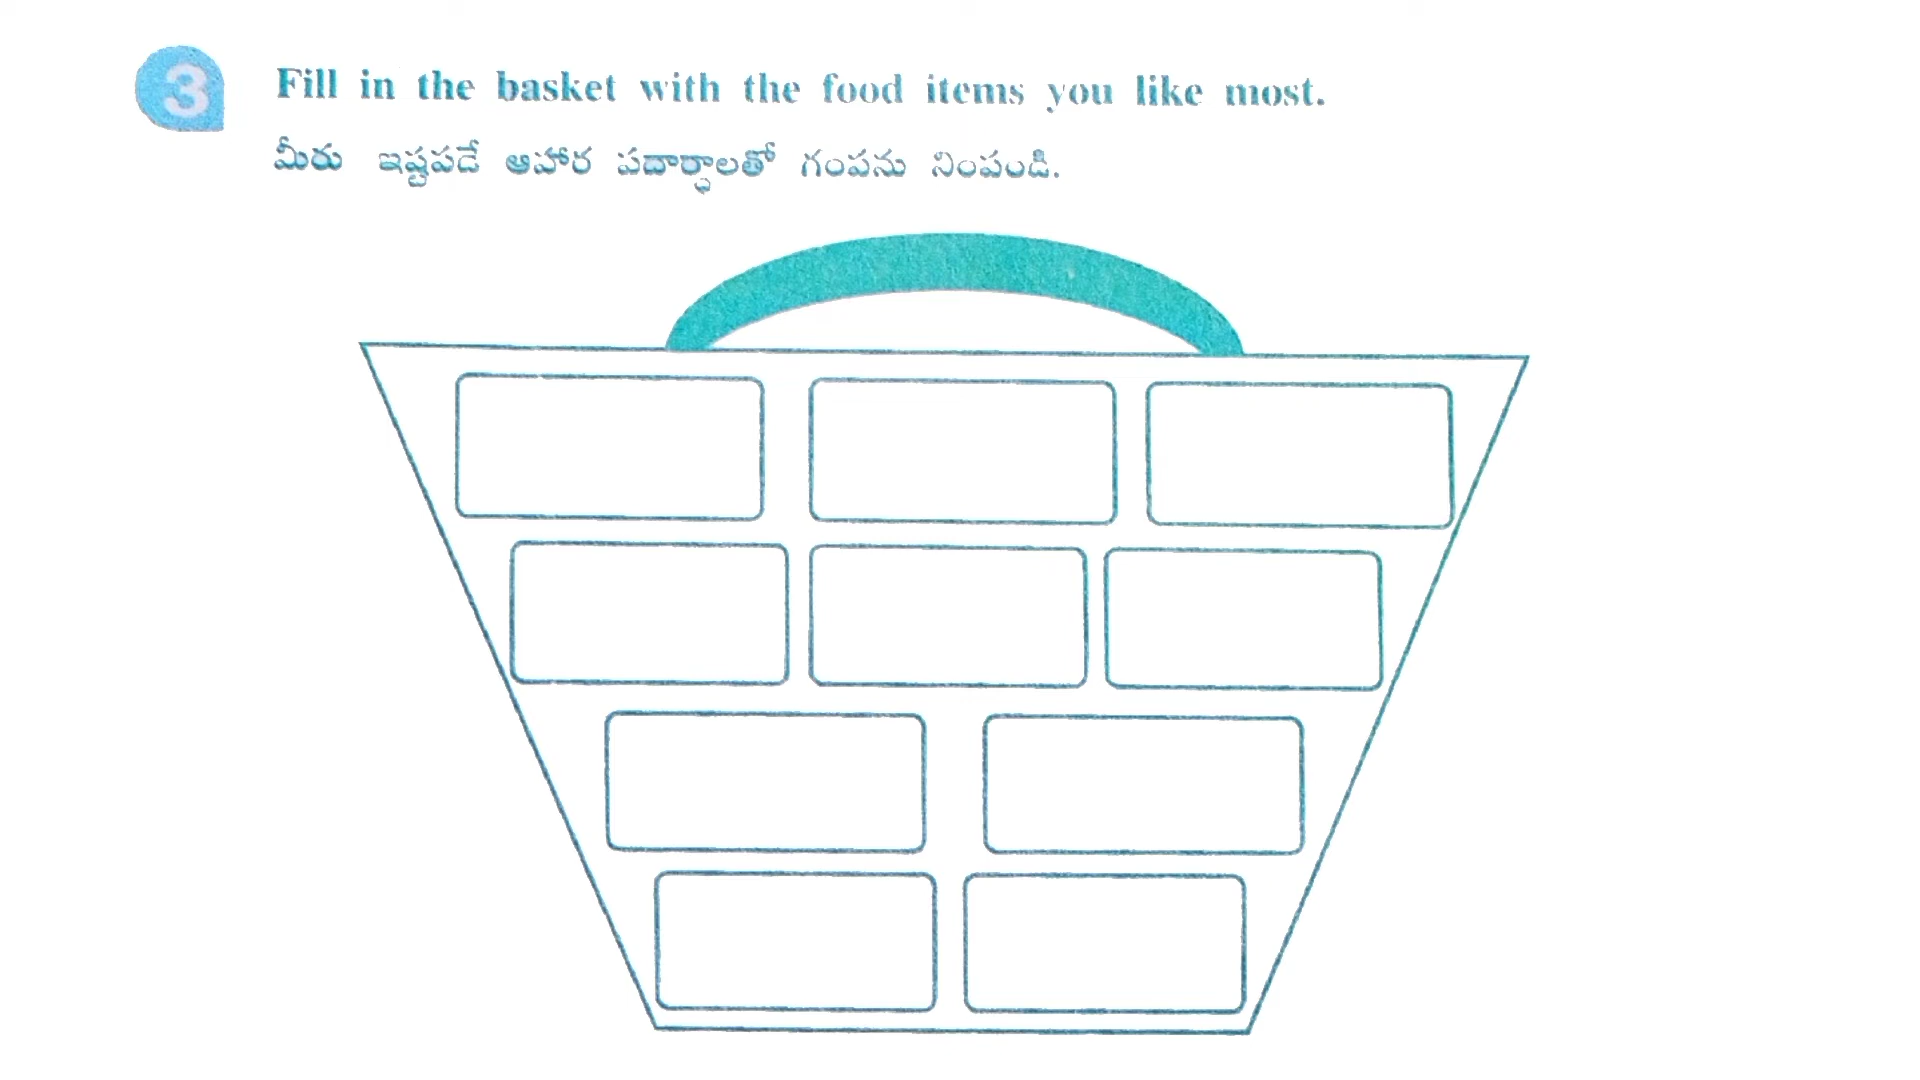 3 Fill in the basket with the food items you like most.
మీరు ఇష్టపడే ఆహార పదార్థాలతో గంపను నింపండి.